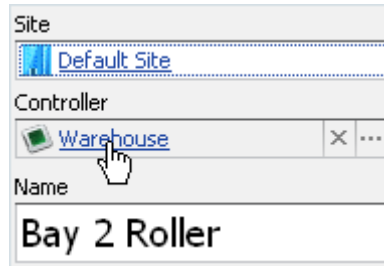 Site
Default Site
Controller
Warehouse
Name
Bay 2 Roller